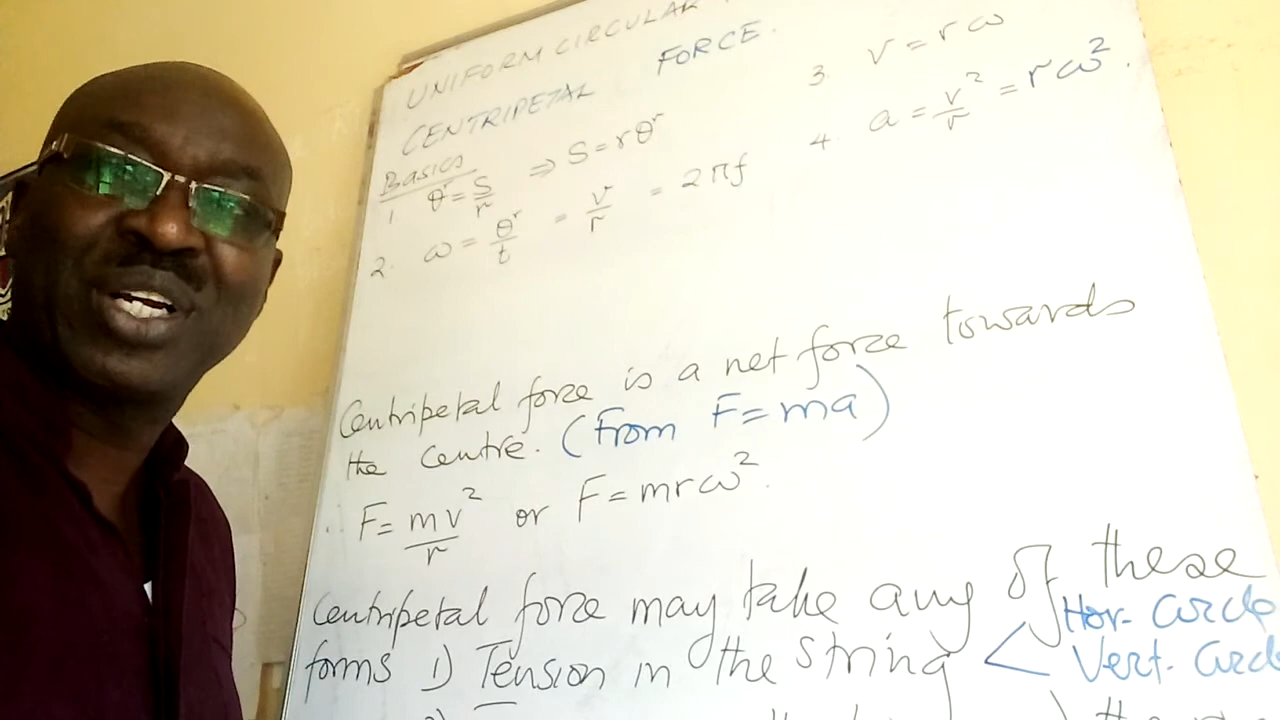 UNIFORM CIRCULAR
CENTRIPETAL FORCE.
Basics
1 θʳ = S/r ⇒ S = rθʳ
2. ω = θʳ/t = v/r = 2πf
3. v = rω
4. a = v²/r = rω².
Centripetal force is a net force towards
the centre. (From F = ma)
∴ F = mv²/r or F = mrω².
Centripetal force may take any of these
forms 1) Tension in the string < Hor. Circle
Vert. Circle